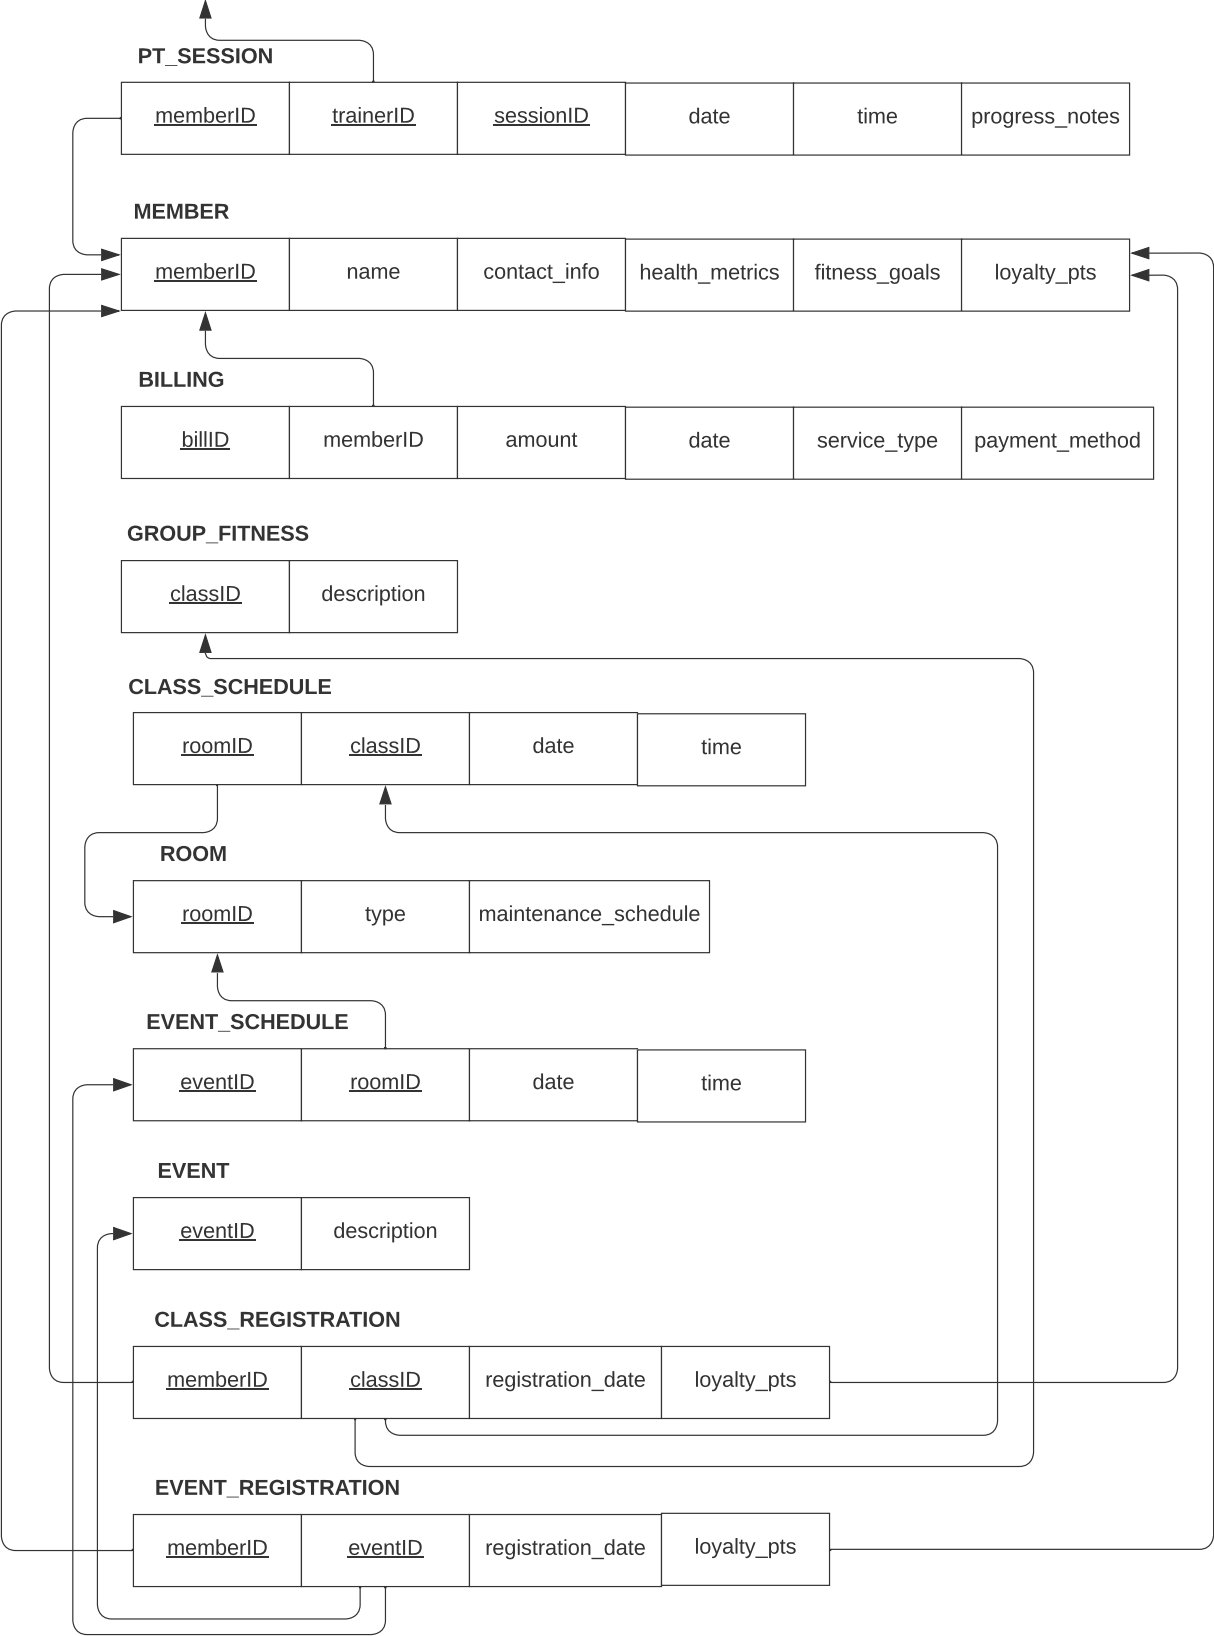 PT_SESSION
memberID trainerID sessionID date time progress_notes
MEMBER
memberID name contact_info health_metrics fitness_goals loyalty_pts
BILLING
billID memberID amount date service_type payment_method
GROUP_FITNESS
classID description
CLASS_SCHEDULE
roomID classID date time
ROOM
roomID type maintenance_schedule
EVENT_SCHEDULE
eventID roomID date time
EVENT
eventID description
CLASS_REGISTRATION
memberID classID registration_date loyalty_pts
EVENT_REGISTRATION
memberID eventID registration_date loyalty_pts